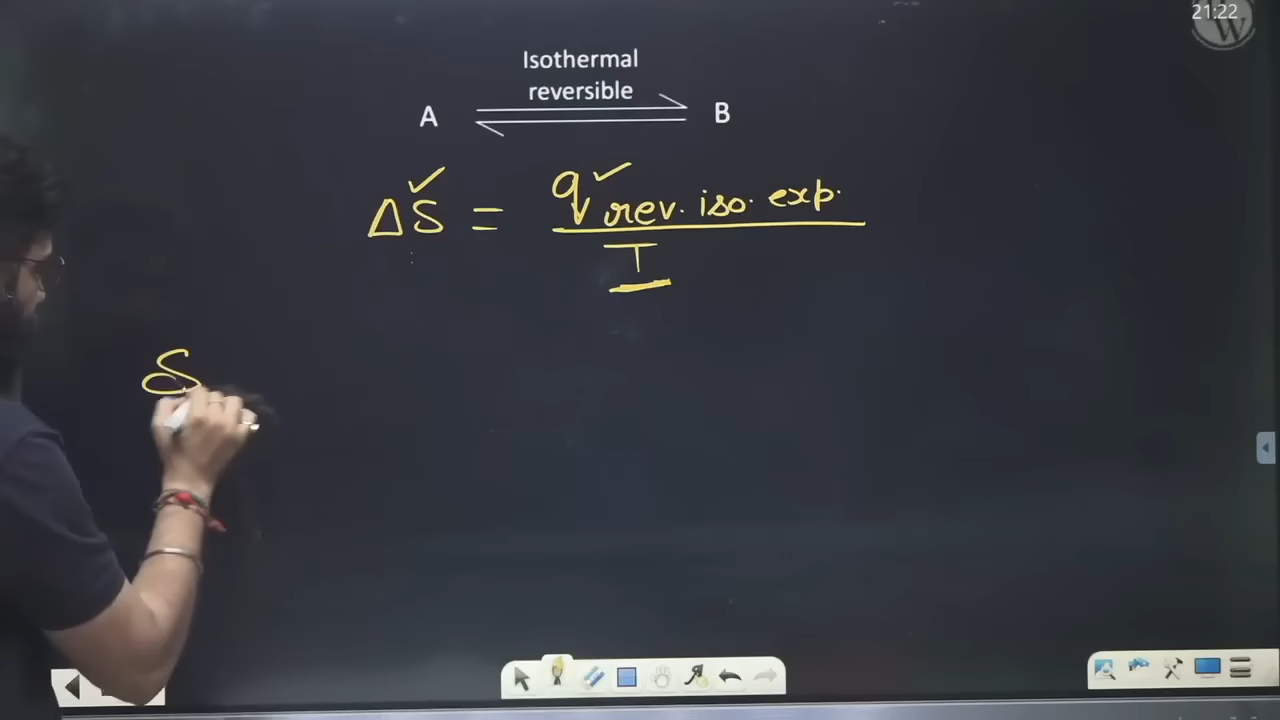 21:22
W
Isothermal
reversible
A ⇌ B
ΔS = q rev. iso. exp.
T
S